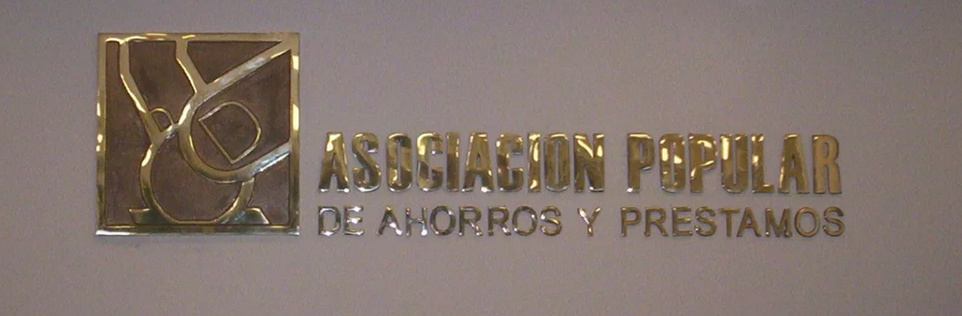 ASOCIACION POPULAR
DE AHORROS Y PRESTAMOS